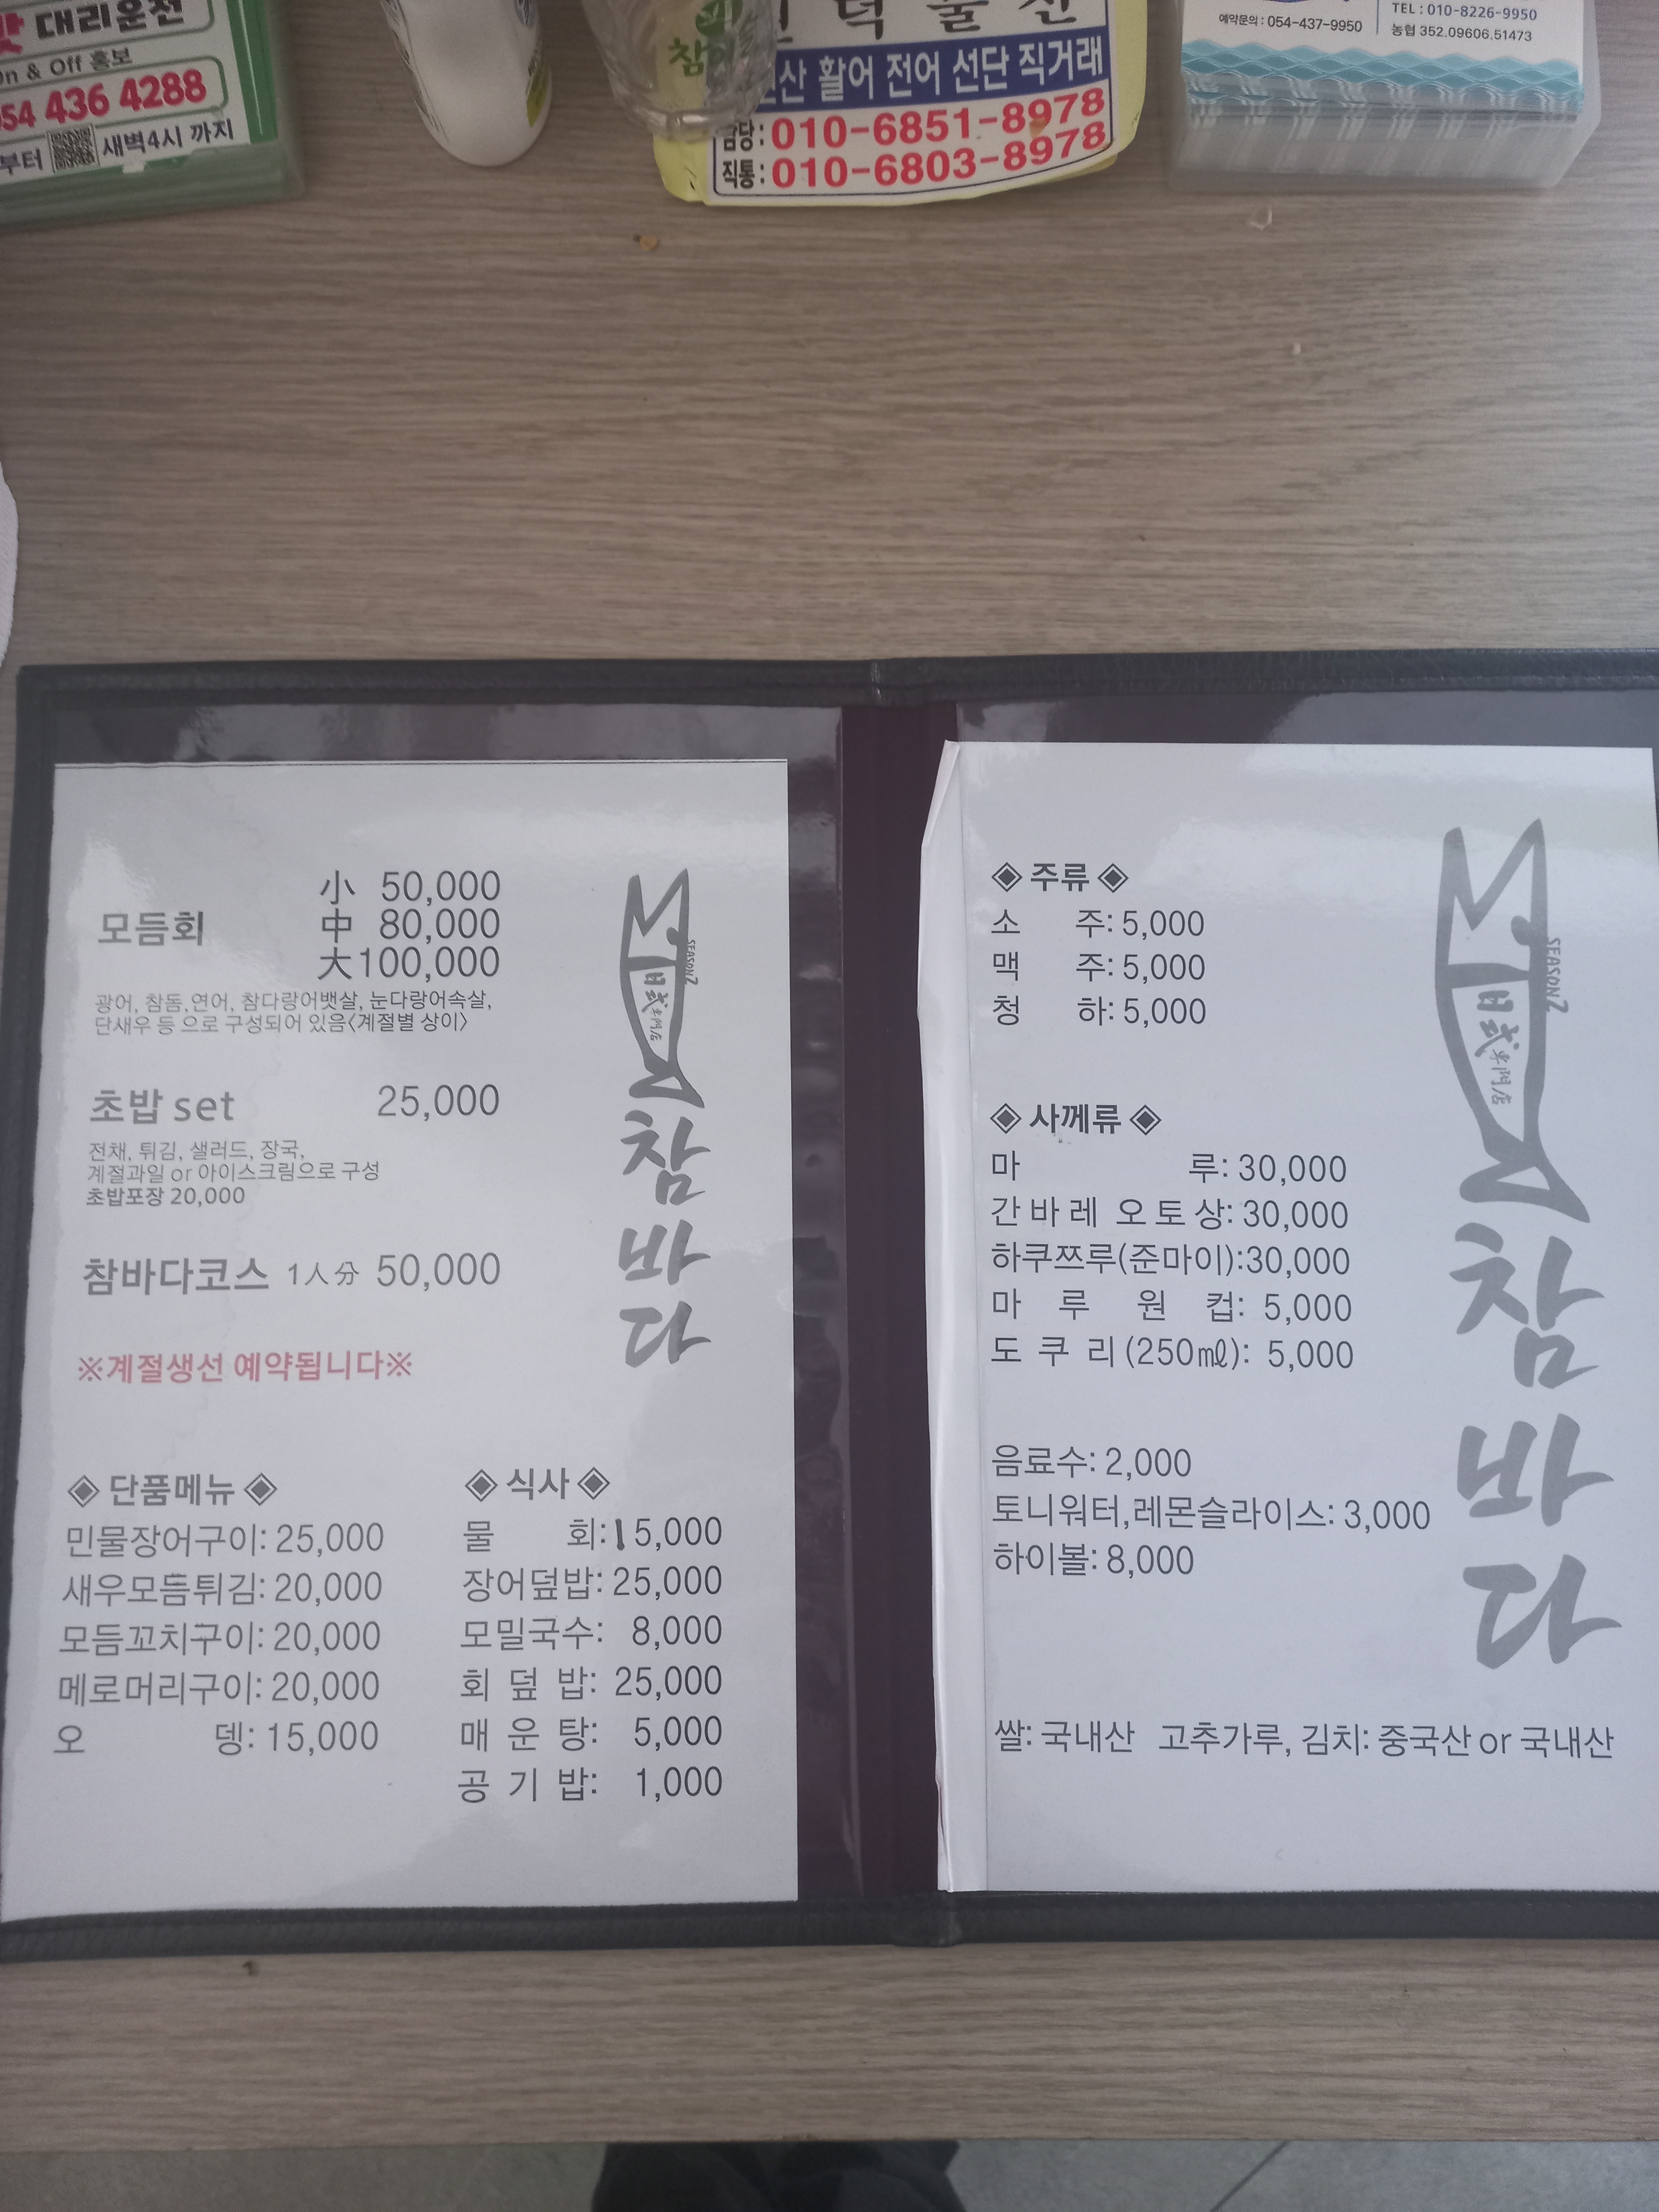 대리운전
On & Off 홍보
054 436 4288
부터 새벽4시 까지
산 활어 전어 선단 직거래
담당: 010-6851-8978
직통: 010-6803-8978
TEL : 010-8226-9950
예약문의 : 054-437-9950
농협 352.09606.51473
모듬회
小 50,000
中 80,000
大 100,000
광어, 참돔, 연어, 참다랑어뱃살, 눈다랑어속살,
단새우 등 으로 구성되어 있음<계절별 상이>
초밥 set 25,000
전채, 튀김, 샐러드, 장국,
계절과일 or 아이스크림으로 구성
초밥포장 20,000
참바다코스 1人分 50,000
※계절생선 예약됩니다※
SEASON2
日式専門店
참바다
◈ 단품메뉴 ◈
민물장어구이: 25,000
새우모듬튀김: 20,000
모듬꼬치구이: 20,000
메로머리구이: 20,000
오 뎅: 15,000
◈ 식사 ◈
물 회: 15,000
장어덮밥: 25,000
모밀국수: 8,000
회 덮 밥: 25,000
매 운 탕: 5,000
공 기 밥: 1,000
◈ 주류 ◈
소 주: 5,000
맥 주: 5,000
청 하: 5,000
◈ 사께류 ◈
마 루: 30,000
간바레 오토상: 30,000
하쿠쯔루(준마이):30,000
마 루 원 컵: 5,000
도 쿠 리 (250㎖): 5,000
음료수: 2,000
토니워터,레몬슬라이스: 3,000
하이볼: 8,000
SEASON2
日式専門店
참바다
쌀: 국내산 고추가루, 김치: 중국산 or 국내산